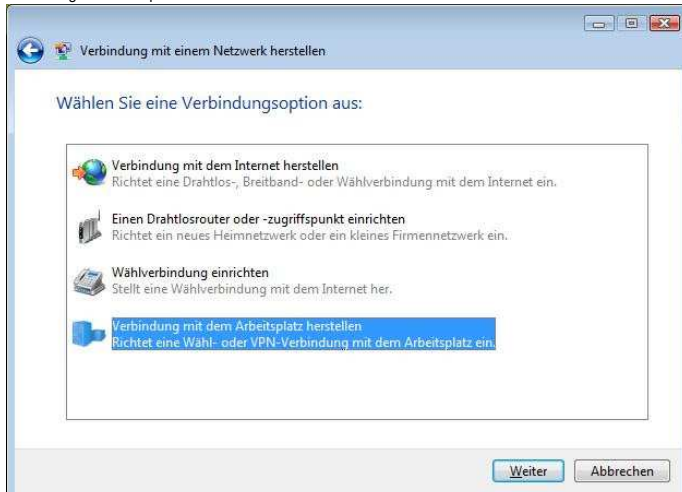 Verbindung mit einem Netzwerk herstellen
Wählen Sie eine Verbindungsoption aus:
Verbindung mit dem Internet herstellen
Richtet eine Drahtlos-, Breitband- oder Wählverbindung mit dem Internet ein.
Einen Drahtlosrouter oder -zugriffspunkt einrichten
Richtet ein neues Heimnetzwerk oder ein kleines Firmennetzwerk ein.
Wählverbindung einrichten
Stellt eine Wählverbindung mit dem Internet her.
Verbindung mit dem Arbeitsplatz herstellen
Richtet eine Wähl- oder VPN-Verbindung mit dem Arbeitsplatz ein.
Weiter
Abbrechen